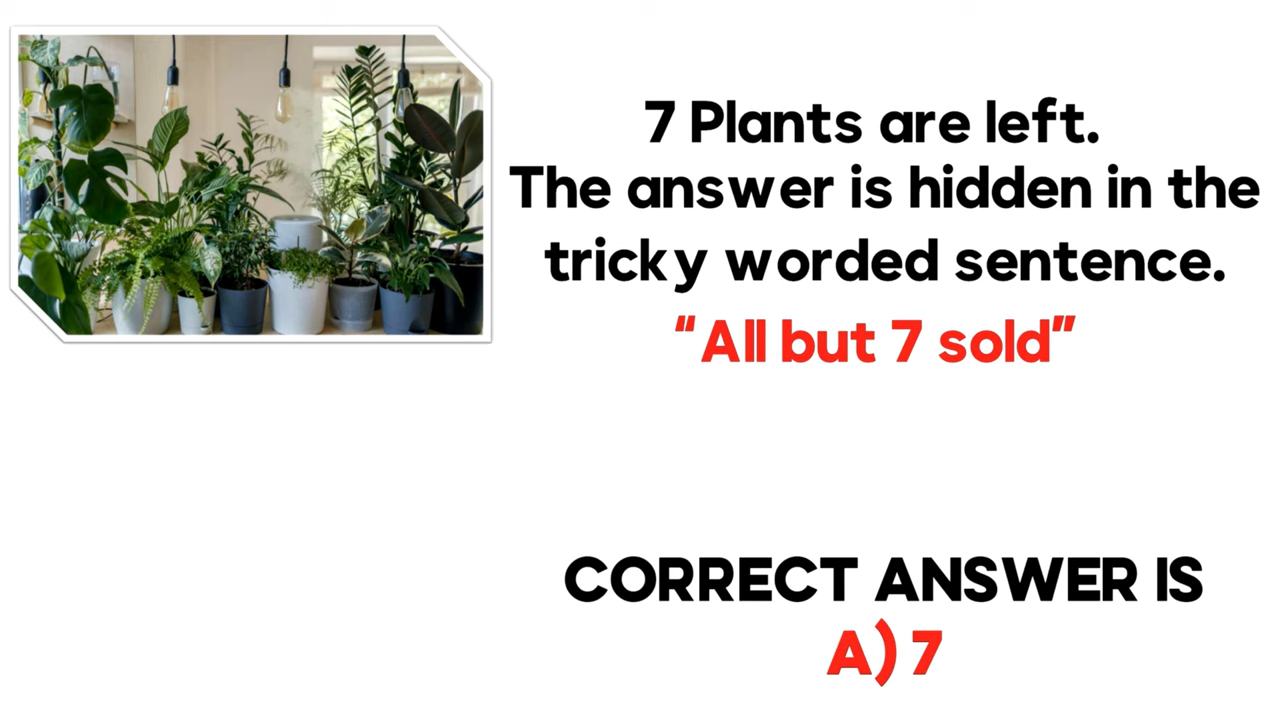 7 Plants are left.
The answer is hidden in the
tricky worded sentence.
"All but 7 sold"
CORRECT ANSWER IS
A) 7